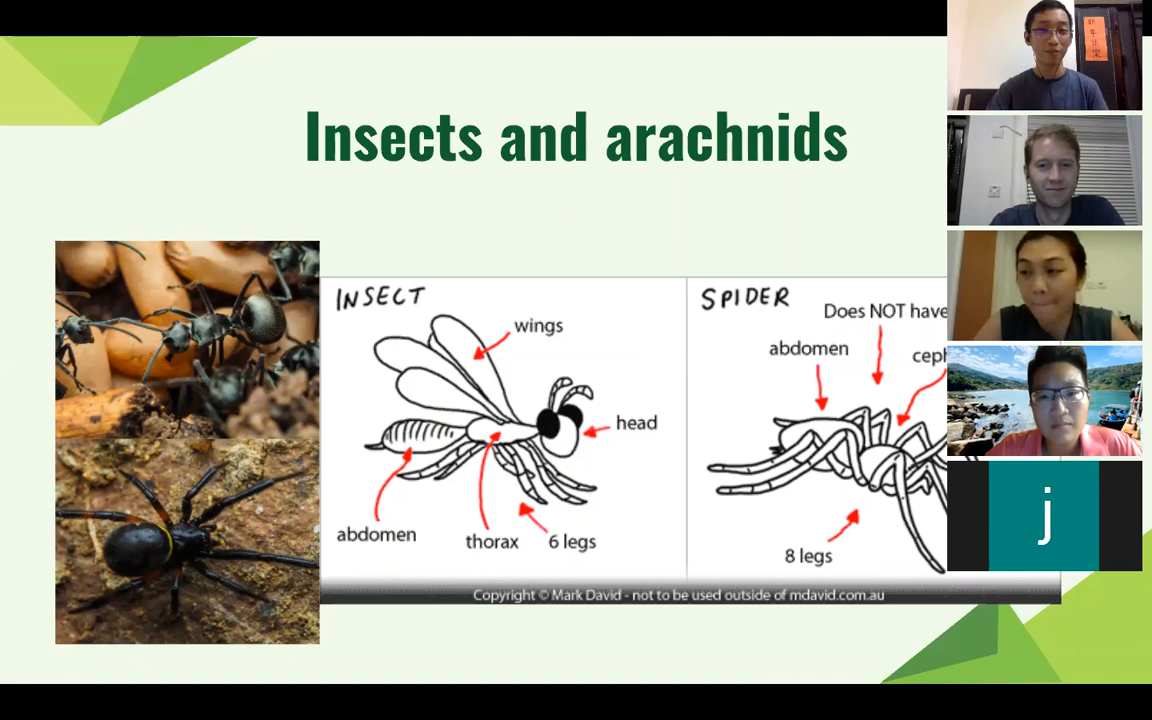 Insects and arachnids
INSECT
wings
head
abdomen
thorax
6 legs
SPIDER
Does NOT have
abdomen
8 legs
Copyright © Mark David - not to be used outside of mdavid.com.au
j